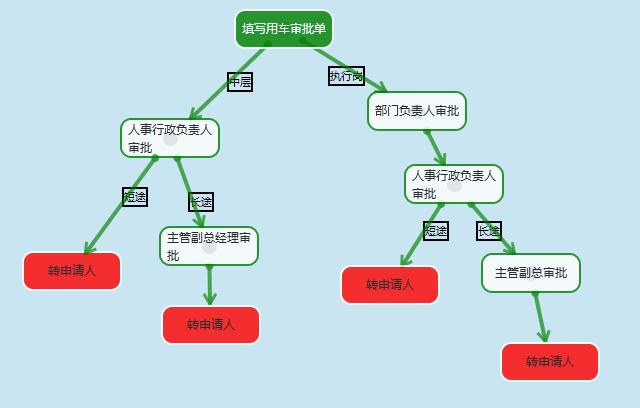 填写用车审批单
中层
执行岗
部门负责人审批
人事行政负责人
审批
人事行政负责人
审批
短途
长途
短途
长途
主管副总经理审
批
转申请人
转申请人
主管副总审批
转申请人
转申请人